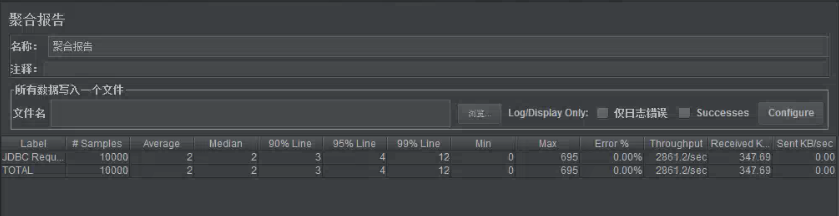 聚合报告
名称： 聚合报告
注释：
所有数据写入一个文件
文件名 浏览... Log/Display Only: 仅日志错误 Successes Configure
Label # Samples Average Median 90% Line 95% Line 99% Line Min Max Error % Throughput Received K... Sent KB/sec
JDBC Requ... 10000 2 2 3 4 12 0 695 0.00% 2861.2/sec 347.69 0.00
TOTAL 10000 2 2 3 4 12 0 695 0.00% 2861.2/sec 347.69 0.00